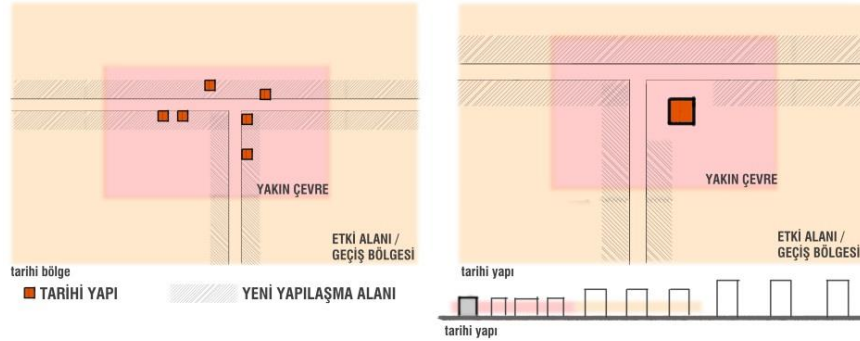 YAKIN ÇEVRE
ETKİ ALANI /
GEÇİŞ BÖLGESİ
tarihi bölge
TARİHİ YAPI
YENİ YAPILAŞMA ALANI
YAKIN ÇEVRE
ETKİ ALANI /
GEÇİŞ BÖLGESİ
tarihi yapı
tarihi yapı